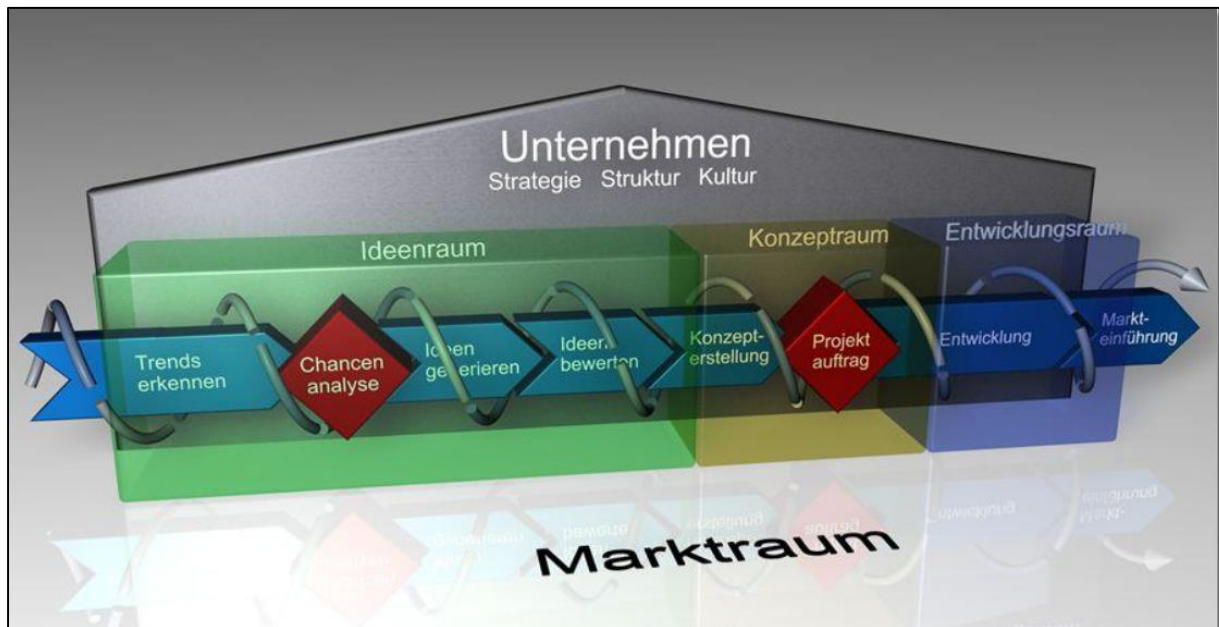 Unternehmen
Strategie Struktur Kultur
Ideenraum
Konzeptraum
Entwicklungsraum
Trends
erkennen
Chancen
analyse
Ideen
generieren
Ideen
bewerten
Konzept-
erstellung
Projekt
auftrag
Entwicklung
Markt-
einführung
Marktraum